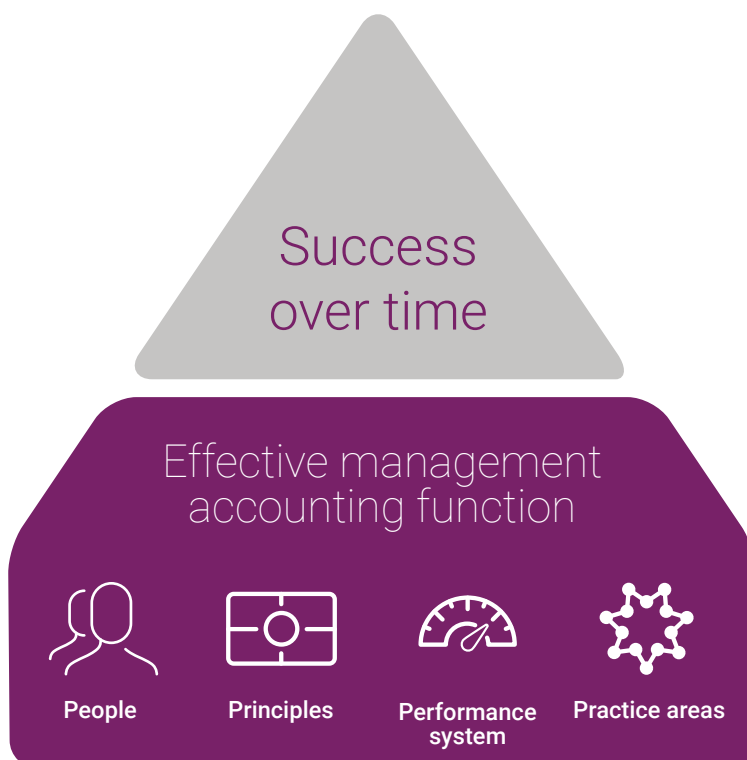 Success
over time
Effective management
accounting function
People
Principles
Performance
system
Practice areas